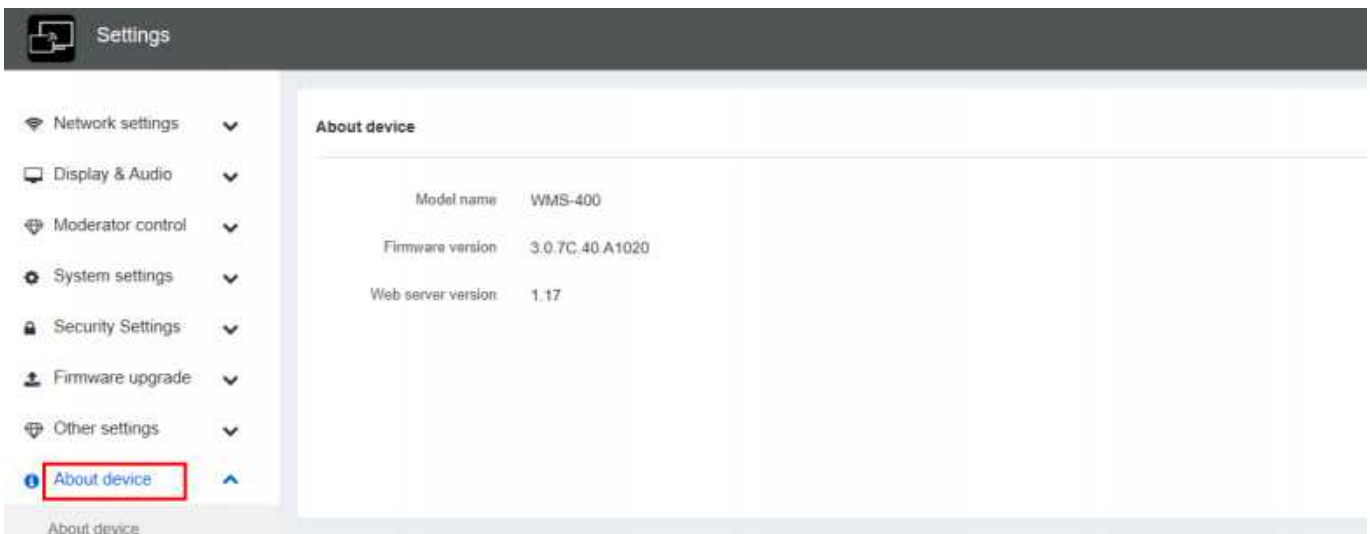 Settings
Network settings
Display & Audio
Moderator control
System settings
Security Settings
Firmware upgrade
Other settings
About device
About device
About device
Model name WMS-400
Firmware version 3.0.7C.40.A1020
Web server version 1.17